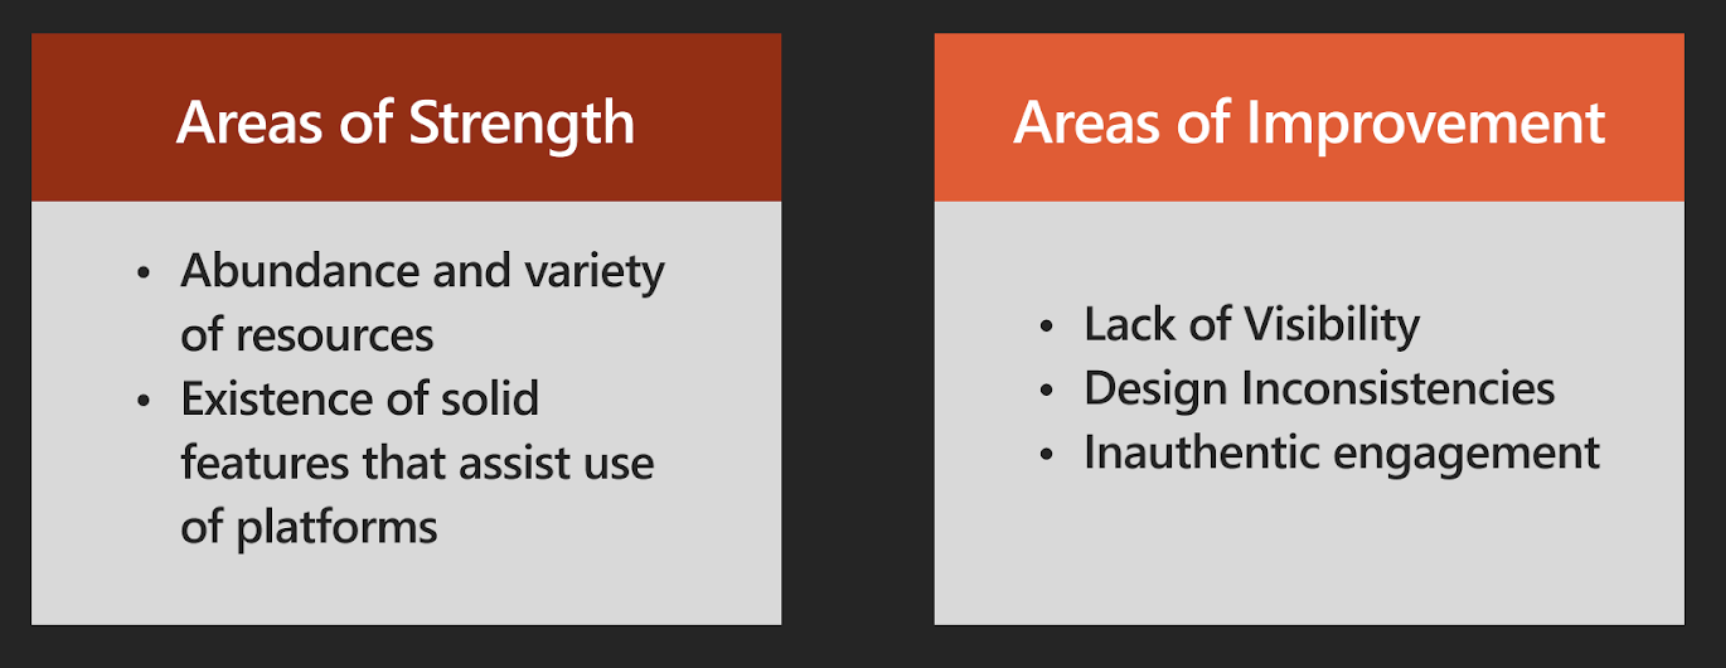 Areas of Strength
• Abundance and variety
of resources
• Existence of solid
features that assist use
of platforms
Areas of Improvement
• Lack of Visibility
• Design Inconsistencies
• Inauthentic engagement